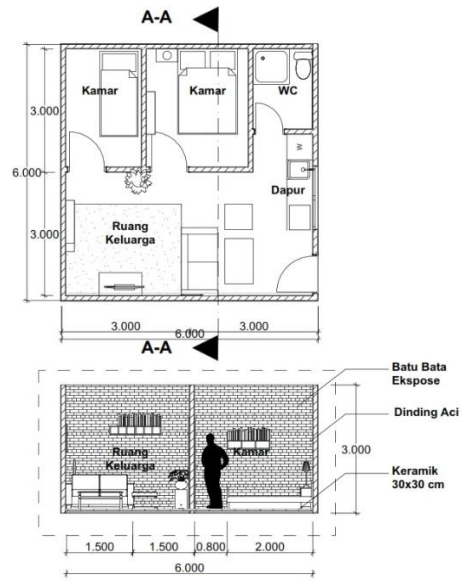 A-A
Kamar
Kamar
WC
3.000
6.000
W
Dapur
3.000
Ruang
Keluarga
3.000
6.000
3.000
A-A
Batu Bata
Ekspose
Dinding Aci
3.000
Ruang
Keluarga
Kamar
Keramik
30x30 cm
1.500
1.500
0.800
2.000
6.000